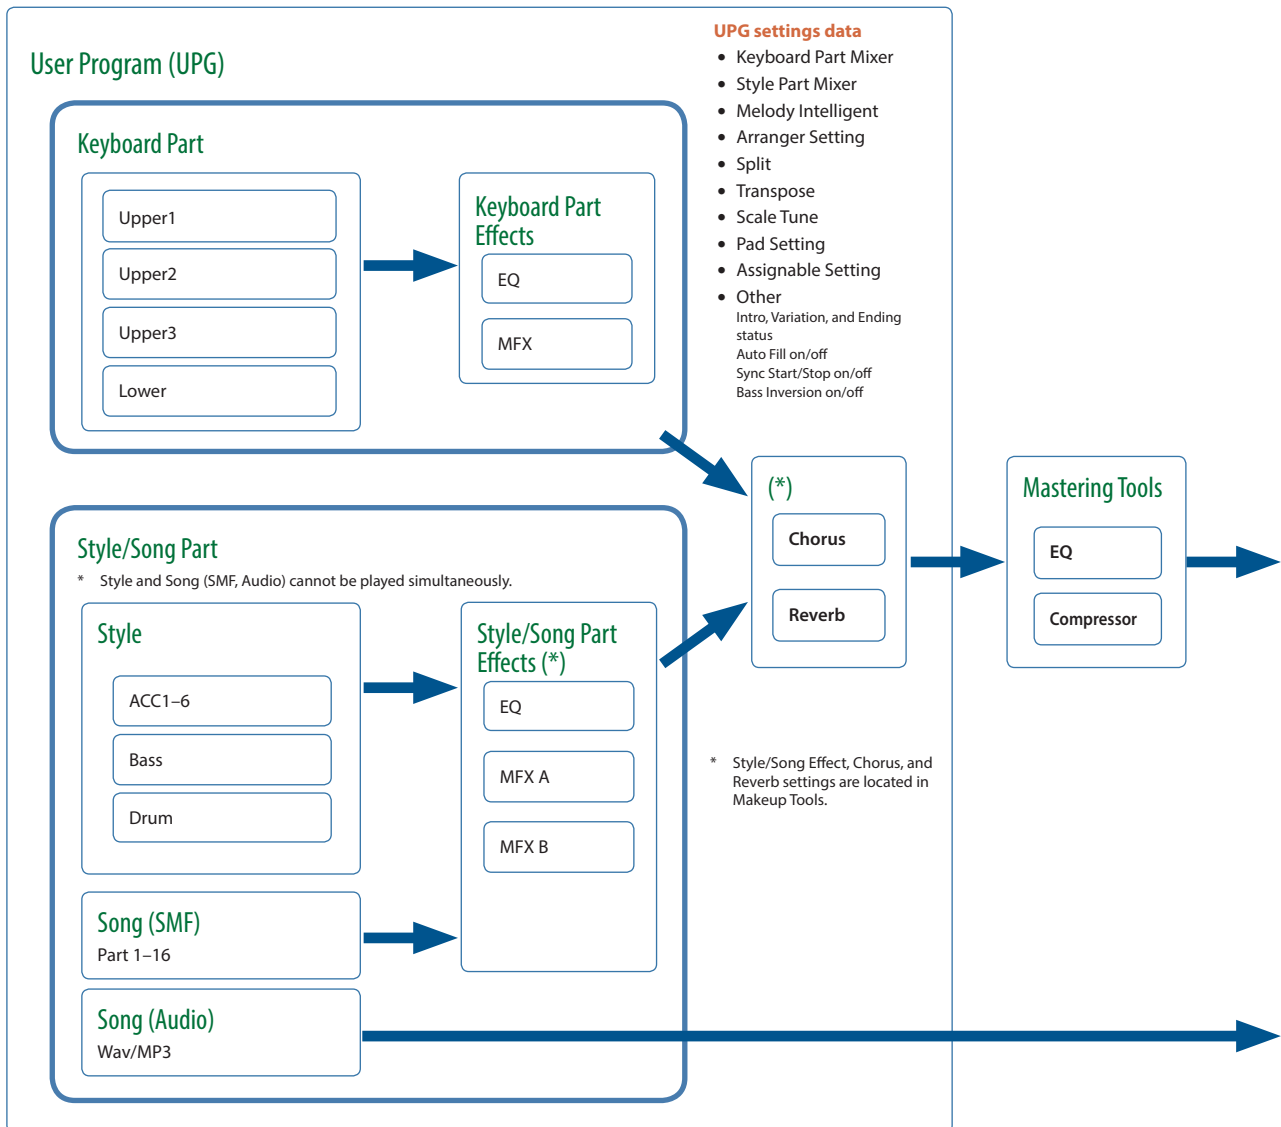 User Program (UPG)
Keyboard Part
Upper1
Upper2
Upper3
Lower
Keyboard Part
Effects
EQ
MFX
UPG settings data
• Keyboard Part Mixer
• Style Part Mixer
• Melody Intelligent
• Arranger Setting
• Split
• Transpose
• Scale Tune
• Pad Setting
• Assignable Setting
• Other
Intro, Variation, and Ending
status
Auto Fill on/off
Sync Start/Stop on/off
Bass Inversion on/off
Style/Song Part
* Style and Song (SMF, Audio) cannot be played simultaneously.
Style
ACC1–6
Bass
Drum
Style/Song Part
Effects (*)
EQ
MFX A
MFX B
Song (SMF)
Part 1–16
Song (Audio)
Wav/MP3
(*)
Chorus
Reverb
* Style/Song Effect, Chorus, and
Reverb settings are located in
Makeup Tools.
Mastering Tools
EQ
Compressor